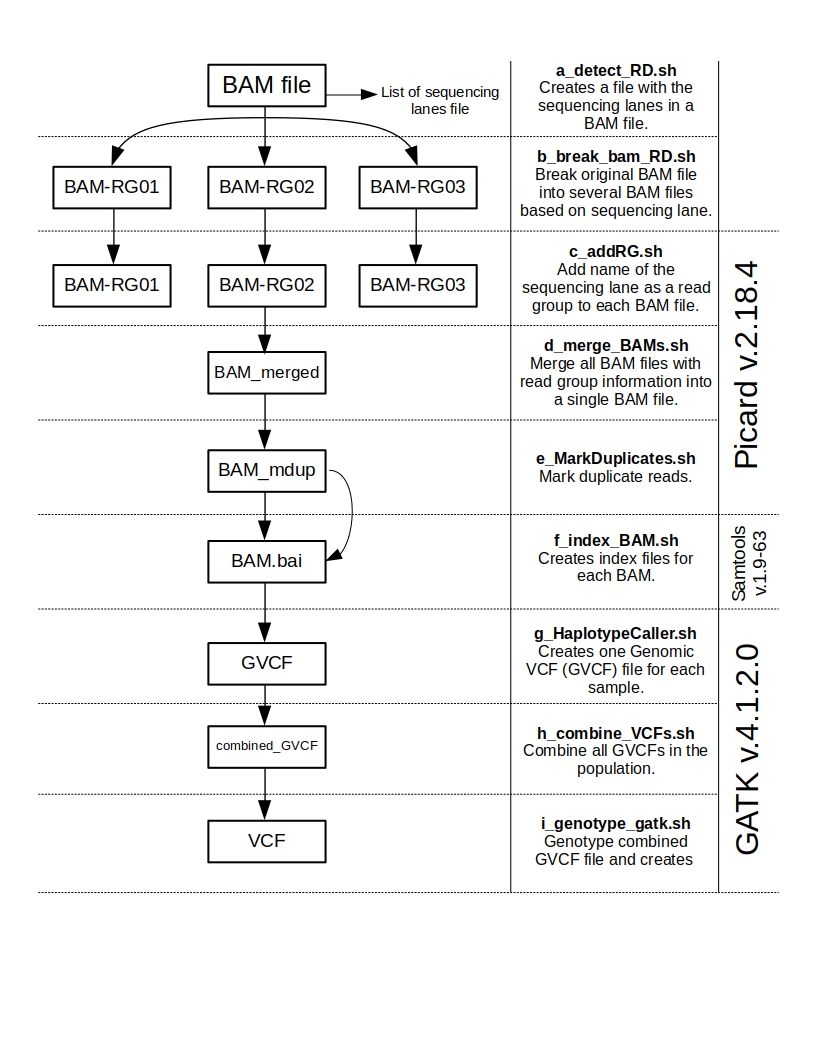 BAM file
List of sequencing
lanes file
a_detect_RD.sh
Creates a file with the
sequencing lanes in a
BAM file.
BAM-RG01
BAM-RG02
BAM-RG03
b_break_bam_RD.sh
Break original BAM file
into several BAM files
based on sequencing lane.
BAM-RG01
BAM-RG02
BAM-RG03
c_addRG.sh
Add name of the
sequencing lane as a read
group to each BAM file.
BAM_merged
d_merge_BAMs.sh
Merge all BAM files with
read group information into
a single BAM file.
BAM_mdup
e_MarkDuplicates.sh
Mark duplicate reads.
Picard v.2.18.4
BAM.bai
f_index_BAM.sh
Creates index files for
each BAM.
Samtools
v.1.9-63
GVCF
g_HaplotypeCaller.sh
Creates one Genomic
VCF (GVCF) file for each
sample.
combined_GVCF
h_combine_VCFs.sh
Combine all GVCFs in the
population.
VCF
i_genotype_gatk.sh
Genotype combined
GVCF file and creates
GATK v.4.1.2.0